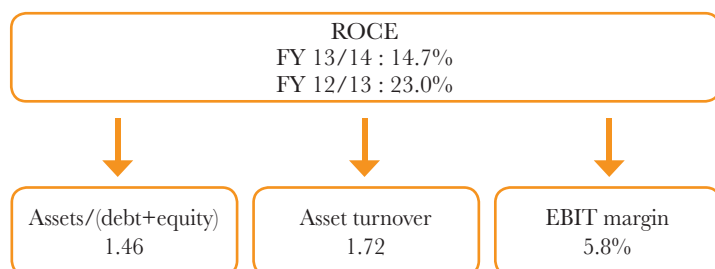 ROCE
FY 13/14 : 14.7%
FY 12/13 : 23.0%
Assets/(debt+equity)
1.46
Asset turnover
1.72
EBIT margin
5.8%